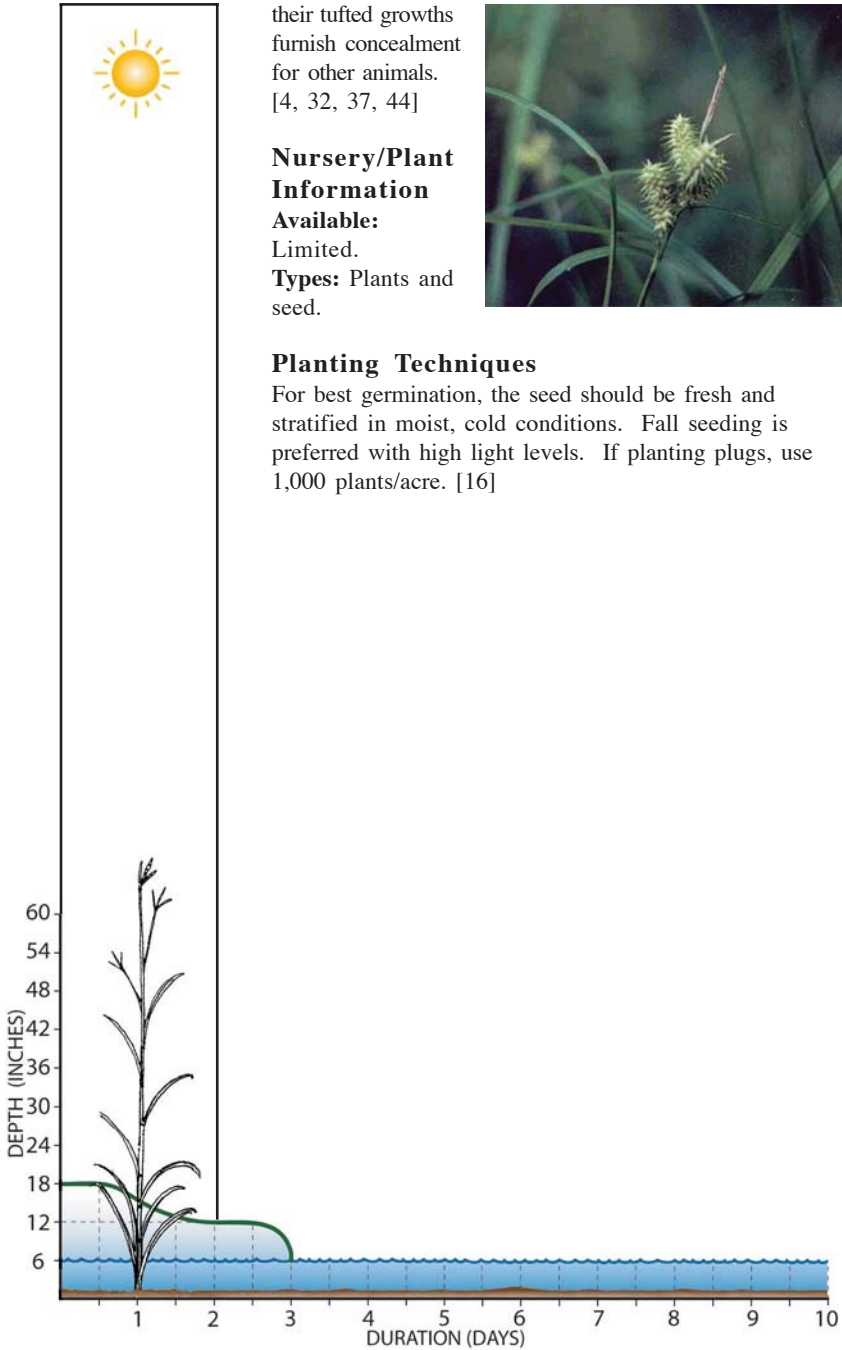 their tufted growths
furnish concealment
for other animals.
[4, 32, 37, 44]
Nursery/Plant
Information
Available:
Limited.
Types: Plants and
seed.
Planting Techniques
For best germination, the seed should be fresh and
stratified in moist, cold conditions. Fall seeding is
preferred with high light levels. If planting plugs, use
1,000 plants/acre. [16]
60
54
48
42
36
30
24
18
12
6
DEPTH (INCHES)
1 2 3 4 5 6 7 8 9 10
DURATION (DAYS)